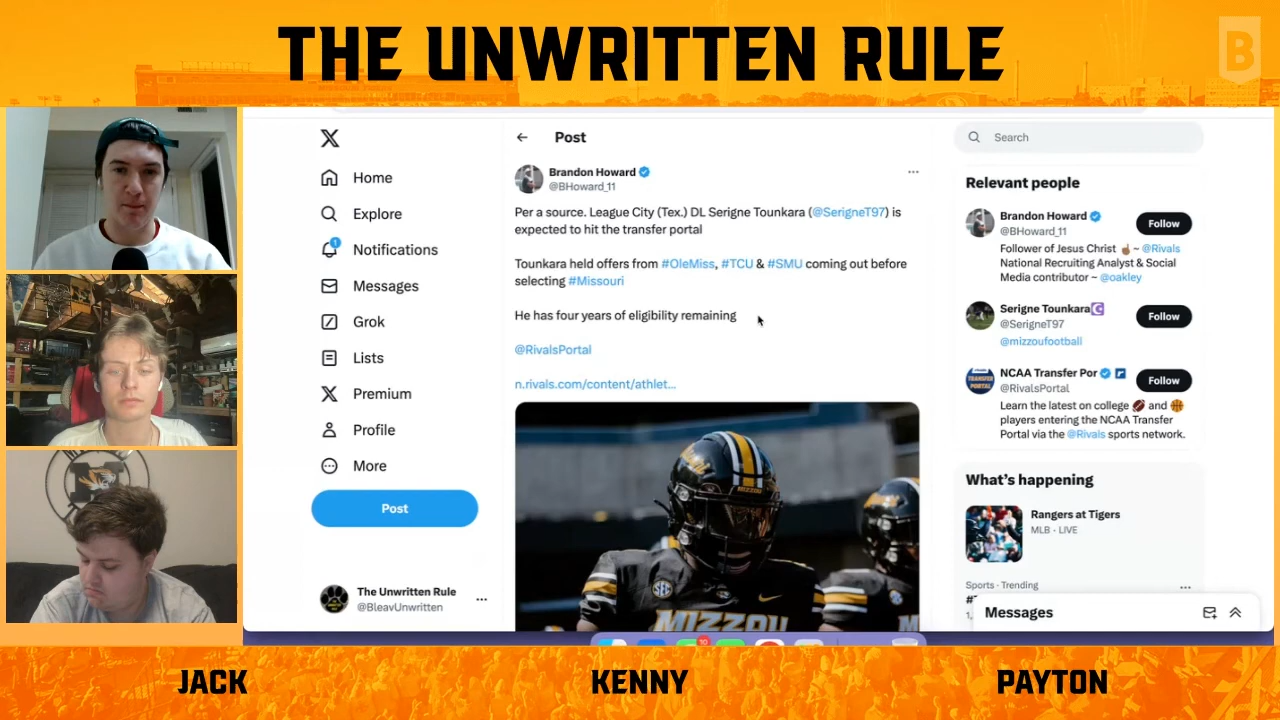 THE UNWRITTEN RULE
B
X
Home
Explore
1
Notifications
Messages
Grok
Lists
Premium
Profile
More
Post
The Unwritten Rule
@BleavUnwritten
Post
Brandon Howard
@BHoward_11
Per a source. League City (Tex.) DL Serigne Tounkara (@SerigneT97) is
expected to hit the transfer portal
Tounkara held offers from #OleMiss, #TCU & #SMU coming out before
selecting #Missouri
He has four years of eligibility remaining
@RivalsPortal
n.rivals.com/content/athlet...
MIZZOU
SEC
MIZZOU
M
Search
Relevant people
Brandon Howard
@BHoward_11
Follow
Follower of Jesus Christ ☝🏾 ~ @Rivals
National Recruiting Analyst & Social
Media contributor ~ @oakley
Serigne Tounkara☪️
@SerigneT97
Follow
@mizzoufootball
TRANSFER
PORTAL
NCAA Transfer Por
@RivalsPortal
Follow
Learn the latest on college 🏈 and 🏀
players entering the NCAA Transfer
Portal via the @Rivals sports network.
What's happening
Rangers at Tigers
MLB · LIVE
Sports · Trending
Messages
10
JACK
KENNY
PAYTON